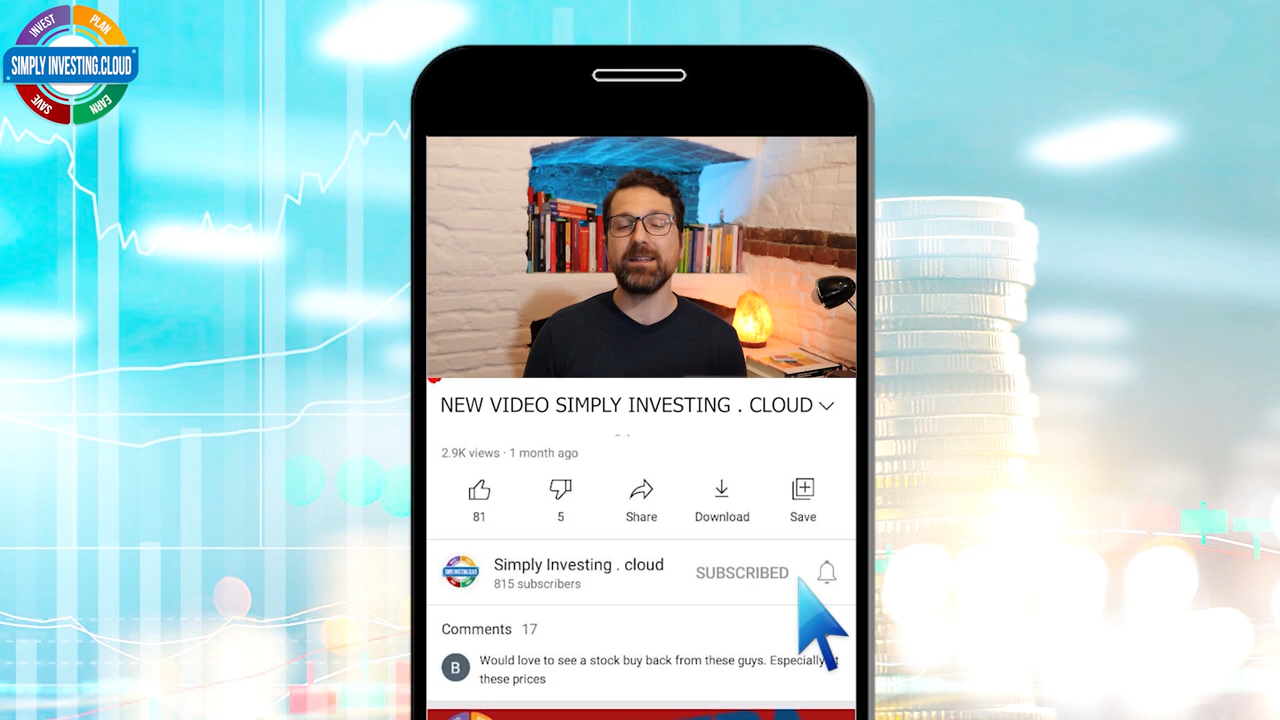 INVEST
PLAN
SIMPLY INVESTING.CLOUD
SAVE
EARN
NEW VIDEO SIMPLY INVESTING . CLOUD
2.9K views · 1 month ago
81
5
Share
Download
Save
Simply Investing . cloud
815 subscribers
SUBSCRIBED
Comments 17
B
Would love to see a stock buy back from these guys. Especially
these prices